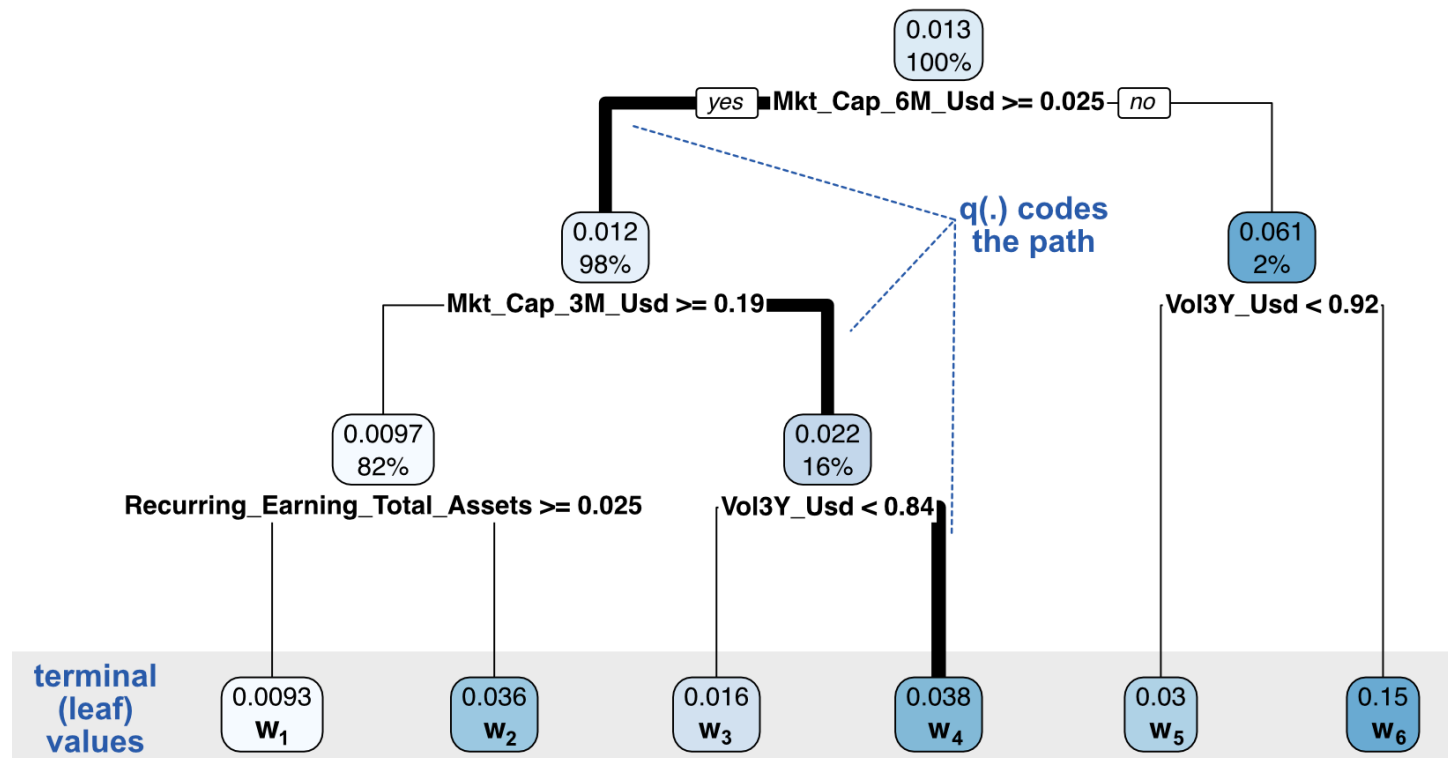 0.013
100%
yes Mkt_Cap_6M_Usd >= 0.025 no
q(.) codes
the path
0.012
98%
0.061
2%
Mkt_Cap_3M_Usd >= 0.19
Vol3Y_Usd < 0.92
0.0097
82%
0.022
16%
Recurring_Earning_Total_Assets >= 0.025
Vol3Y_Usd < 0.84
terminal
(leaf)
values
0.0093
w1
0.036
w2
0.016
w3
0.038
w4
0.03
w5
0.15
w6